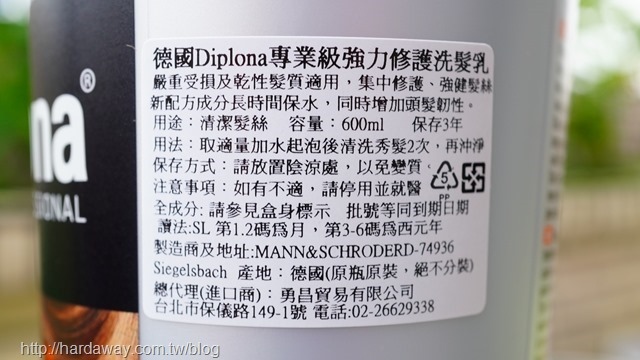 na®
SIONAL
德國Diplona專業級強力修護洗髮乳
嚴重受損及乾性髮質適用，集中修護、強健髮絲
新配方成分長時間保水，同時增加頭髮韌性。
用途：清潔髮絲 容量：600ml 保存3年
用法：取適量加水起泡後清洗秀髮2次，再沖淨
保存方式：請放置陰涼處，以免變質
注意事項：如有不適，請停用並就醫
5
PP
全成分: 請參見盒身標示 批號等同到期日期
讀法:SL 第1.2碼爲月，第3-6碼爲西元年
製造商及地址:MANN&SCHRODERD-74936
Siegelsbach 產地：德國(原瓶原裝，絕不分裝)
總代理(進口商)：勇昌貿易有限公司
台北市保儀路149-1號 電話:02-26629338
http://hardaway.com.tw/blog